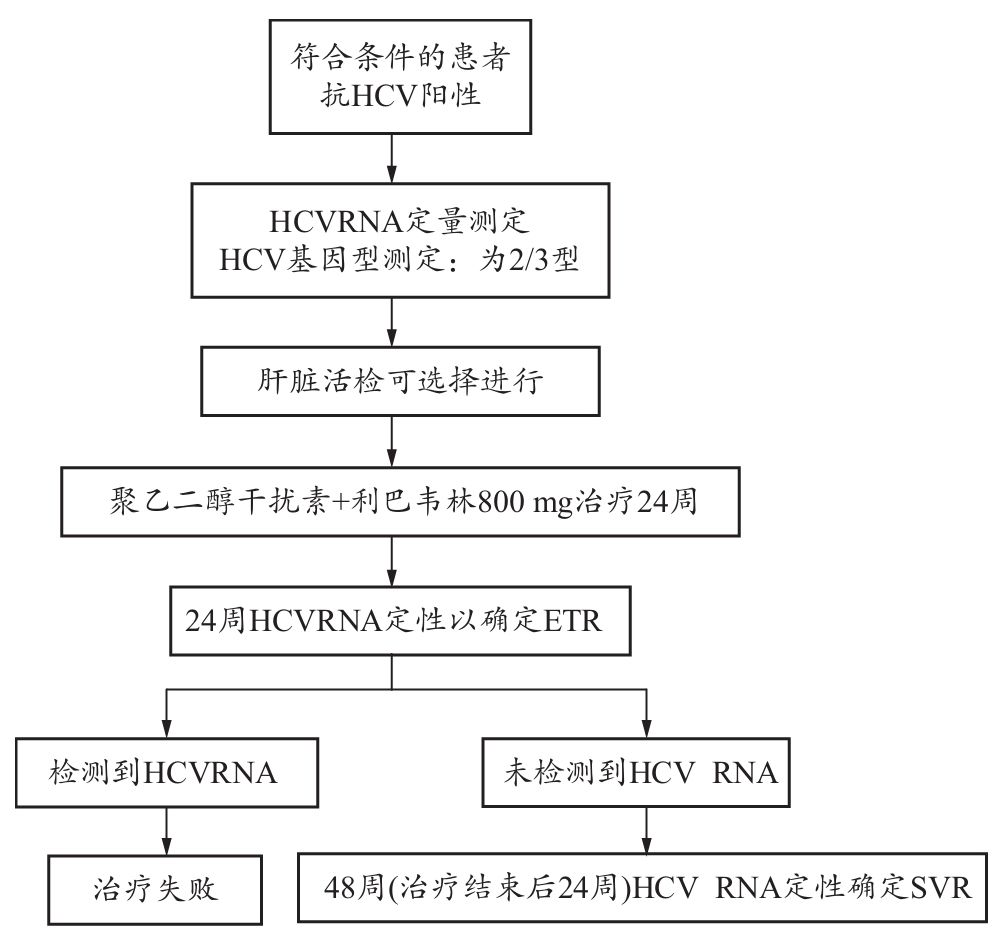 符合条件的患者
抗HCV阳性
HCVRNA定量测定
HCV基因型测定：为2/3型
肝脏活检可选择进行
聚乙二醇干扰素+利巴韦林800 mg治疗24周
24周HCVRNA定性以确定ETR
检测到HCVRNA
未检测到HCV RNA
治疗失败
48周(治疗结束后24周)HCV RNA定性确定SVR